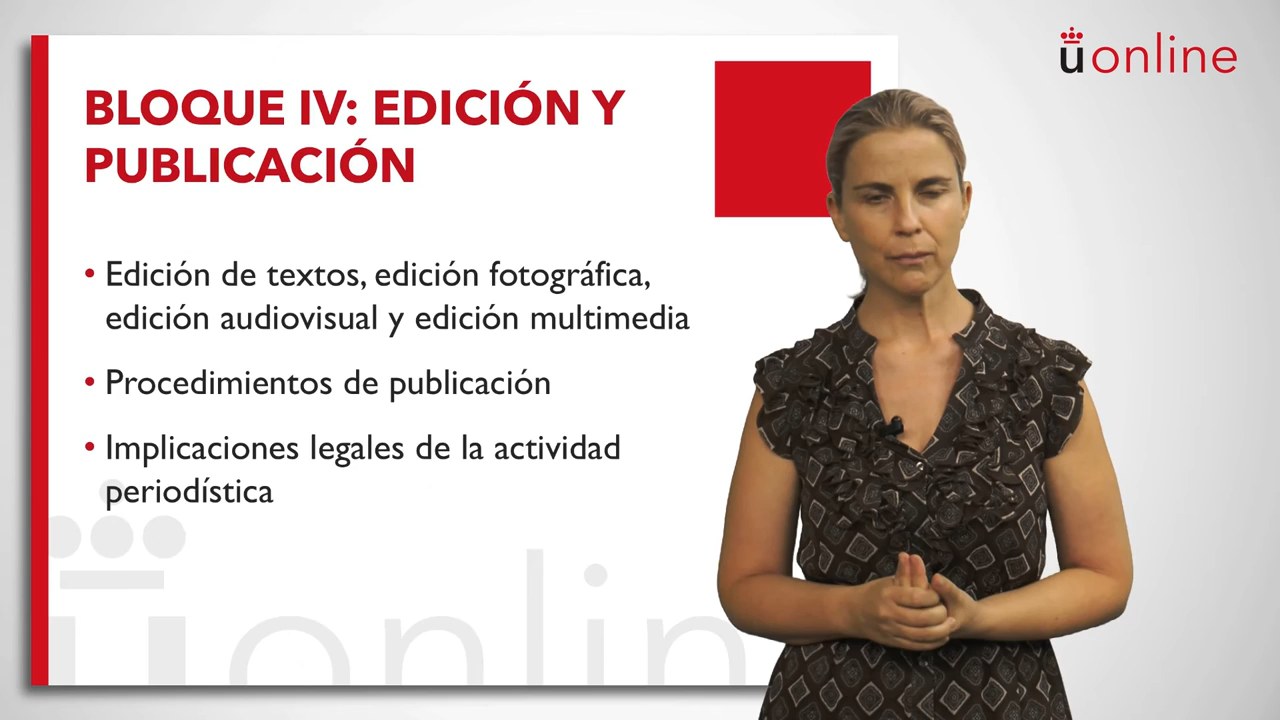 uonline
BLOQUE IV: EDICIÓN Y
PUBLICACIÓN
• Edición de textos, edición fotográfica,
edición audiovisual y edición multimedia
• Procedimientos de publicación
• Implicaciones legales de la actividad
periodística
uonlin